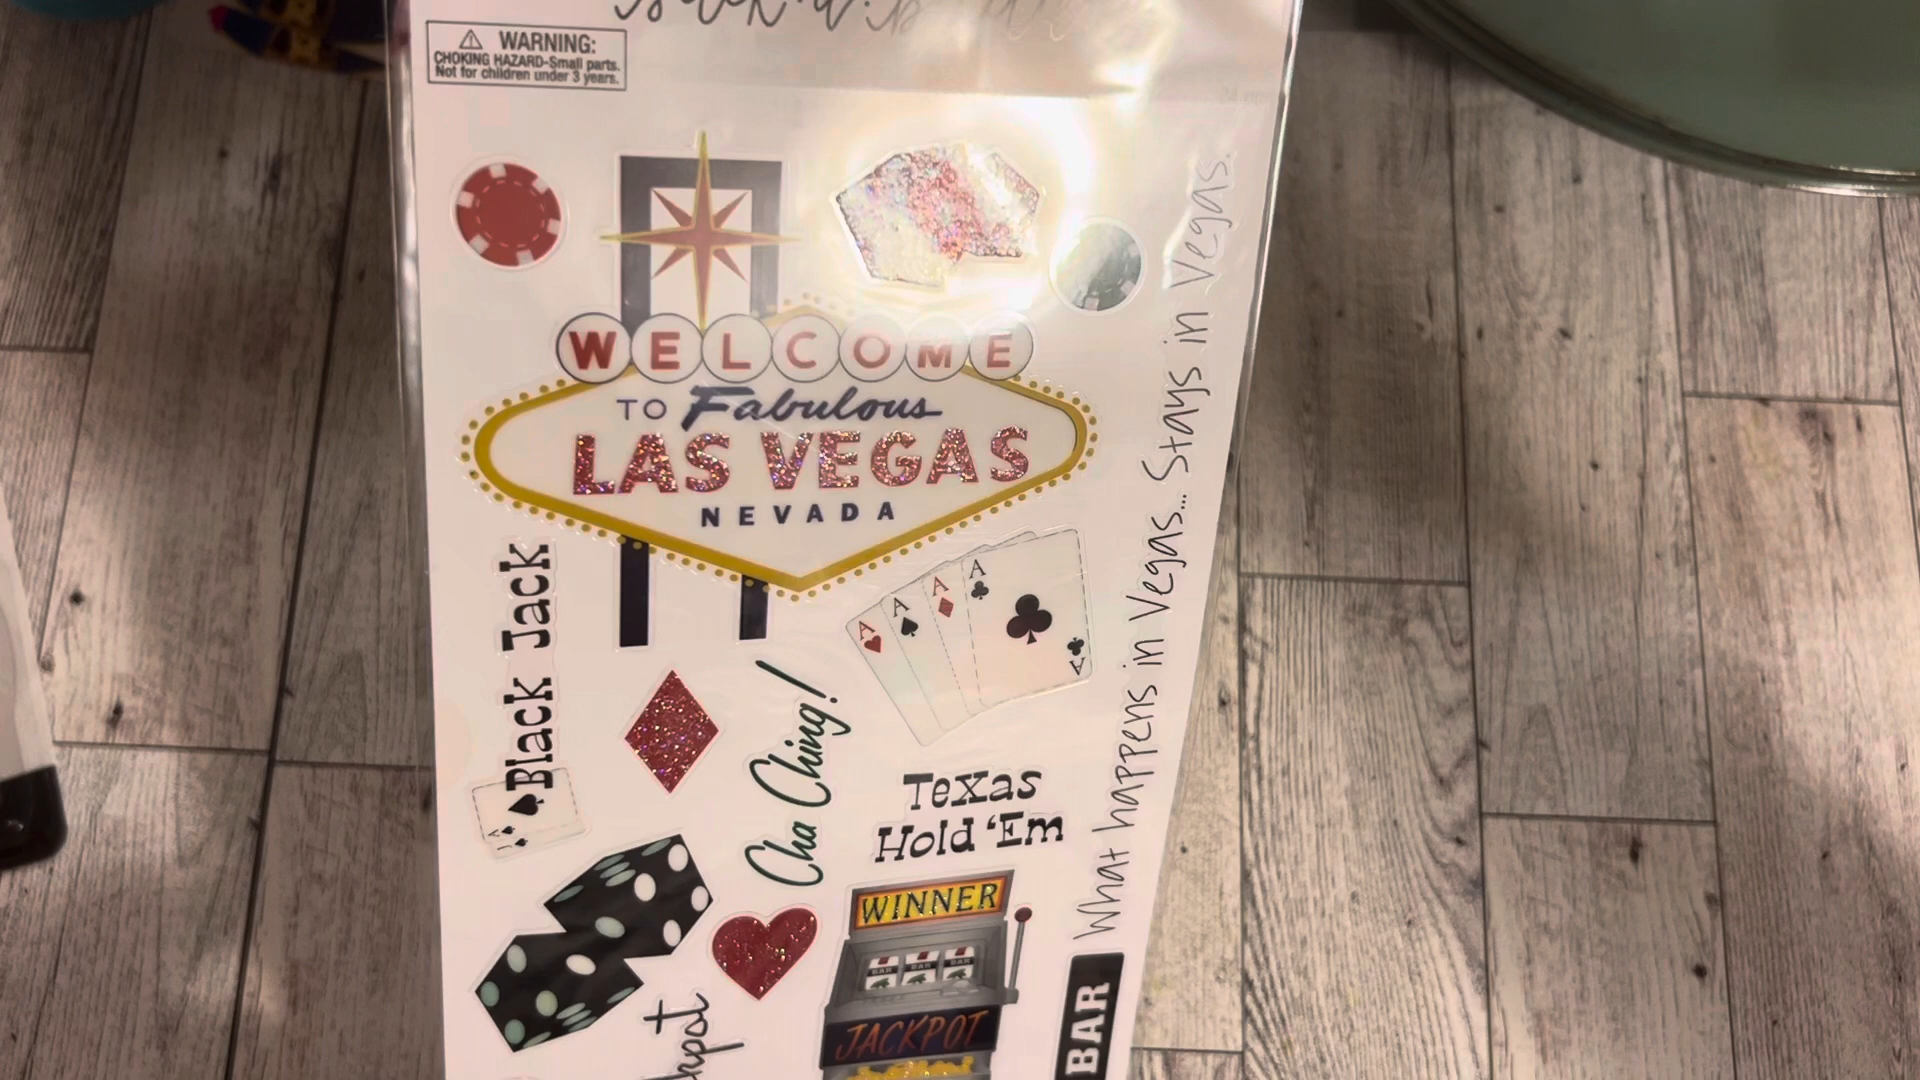 WARNING:
CHOKING HAZARD-Small parts.
Not for children under 3 years.
WELCOME
TO Fabulous
LAS VEGAS
NEVADA
What happens in Vegas... Stays in Vegas.
A
A
A
A
A
Black Jack
A
Cha Ching!
Texas
Hold 'Em
WINNER
BAR BAR BAR
JACKPOT
BAR